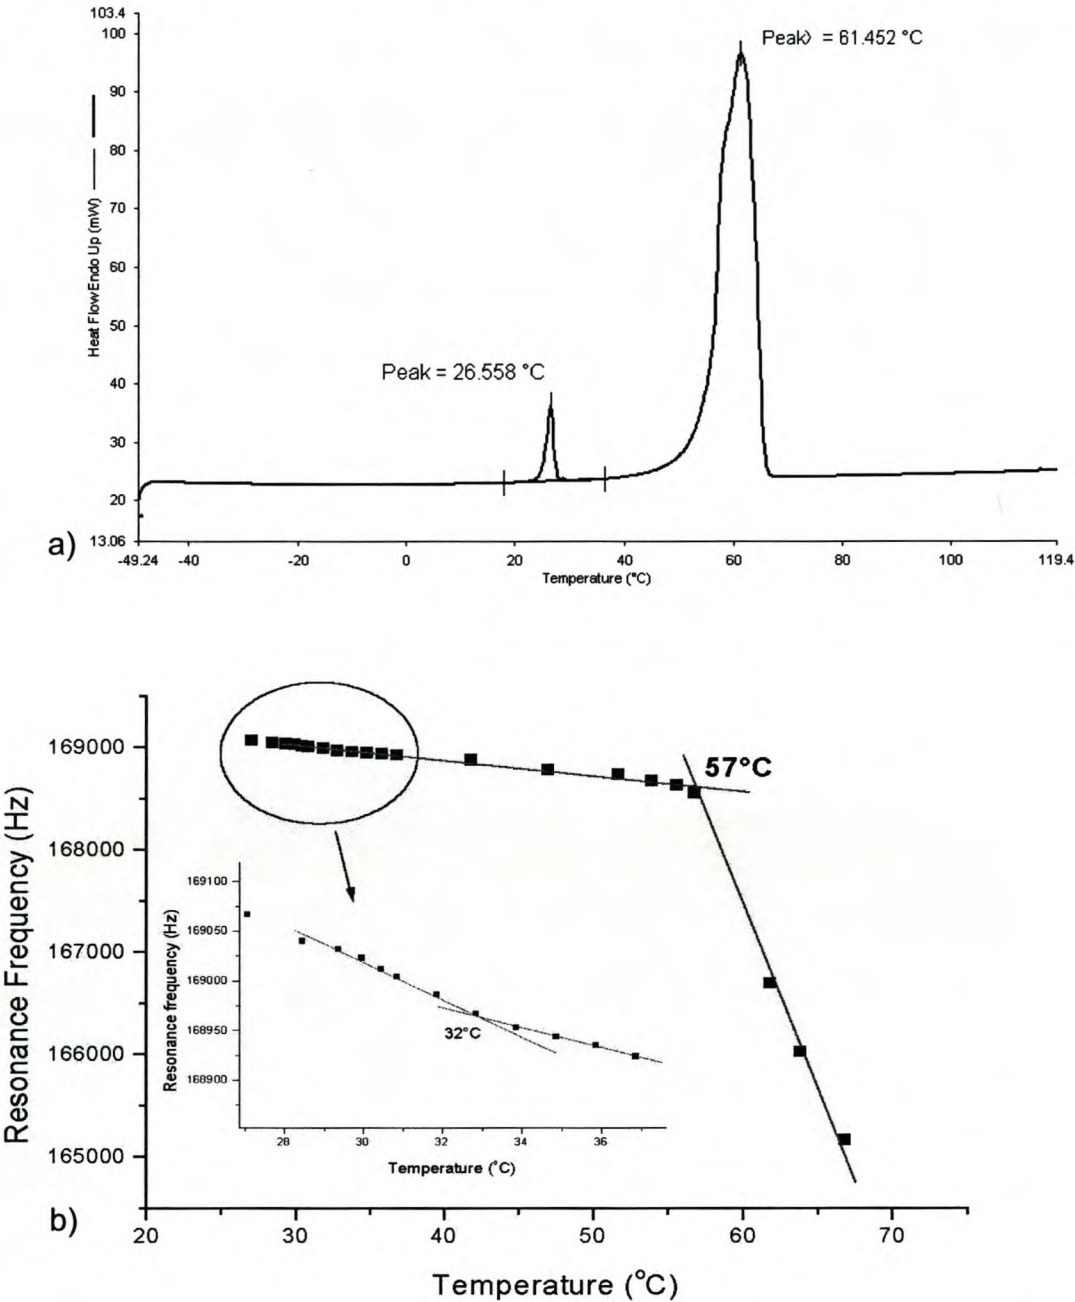 103.4
100
90
80
70
60
50
40
30
20
13.06
Heat Flow Endo Up (mW)
Peak> = 61.452 °C
Peak = 26.558 °C
a)
-49.24 -40 -20 0 20 40 60 80 100 119.4
Temperature (°C)
169000
168000
167000
166000
165000
Resonance Frequency (Hz)
57°C
169100
169050
169000
168950
168900
Resonance frequency (Hz)
32°C
28 30 32 34 36
Temperature (°C)
b)
20 30 40 50 60 70
Temperature (°C)